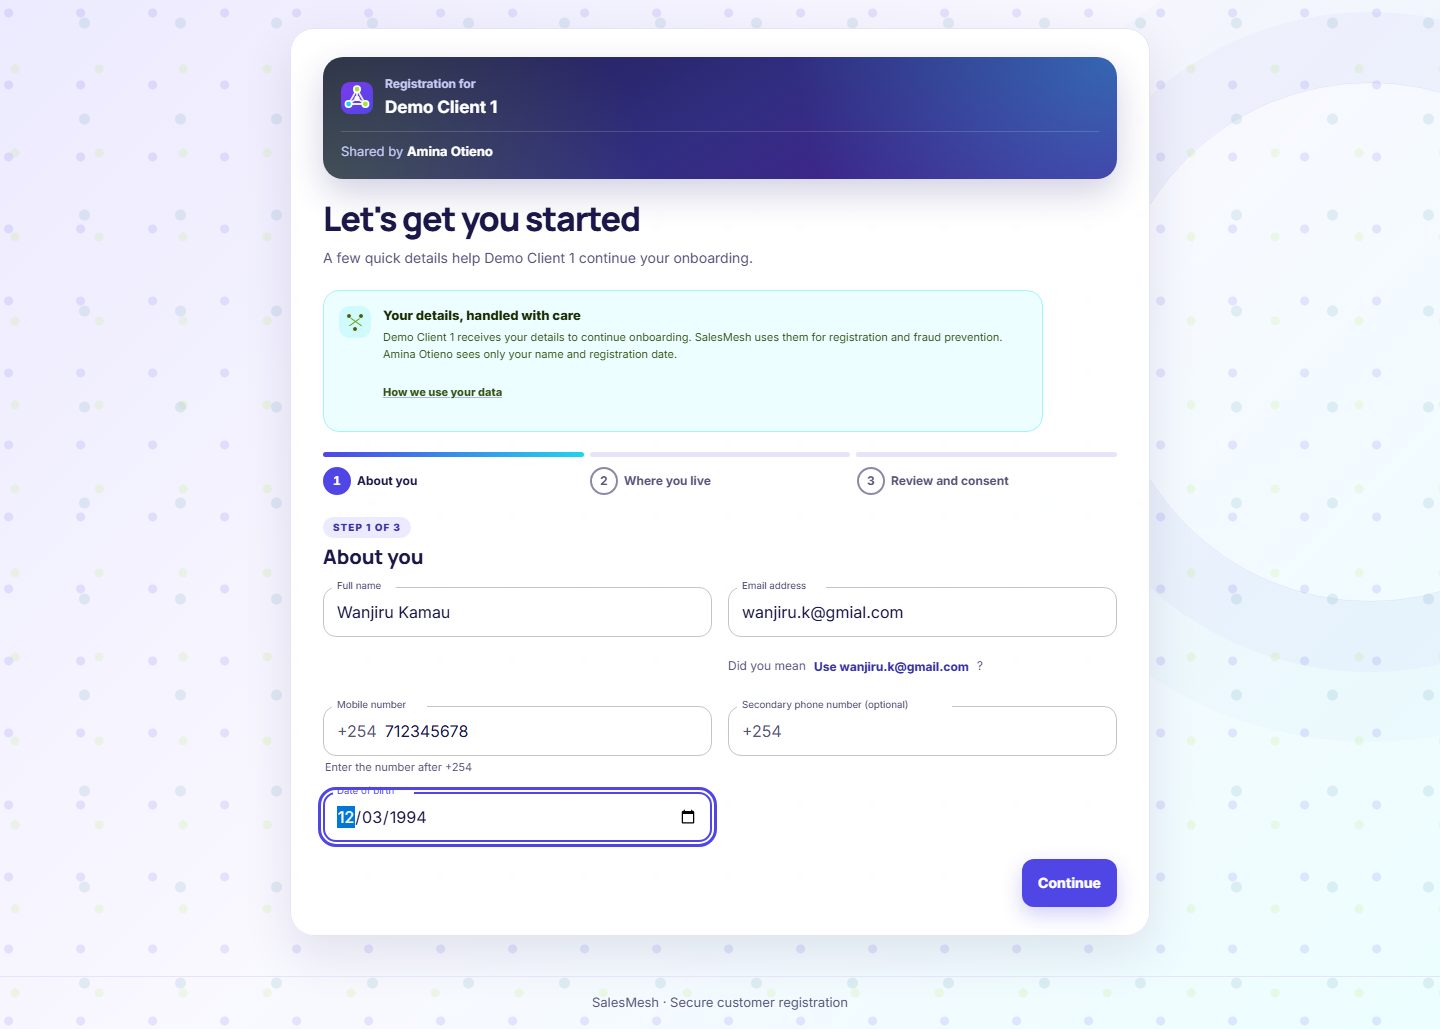 Registration for
Demo Client 1
Shared by Amina Otieno
Let's get you started
A few quick details help Demo Client 1 continue your onboarding.
Your details, handled with care
Demo Client 1 receives your details to continue onboarding. SalesMesh uses them for registration and fraud prevention.
Amina Otieno sees only your name and registration date.
How we use your data
1 About you
2 Where you live
3 Review and consent
STEP 1 OF 3
About you
Full name
Wanjiru Kamau
Email address
wanjiru.k@gmial.com
Did you mean Use wanjiru.k@gmail.com ?
Mobile number
+254 712345678
Secondary phone number (optional)
+254
Enter the number after +254
Date of birth
12/03/1994
Continue
SalesMesh · Secure customer registration